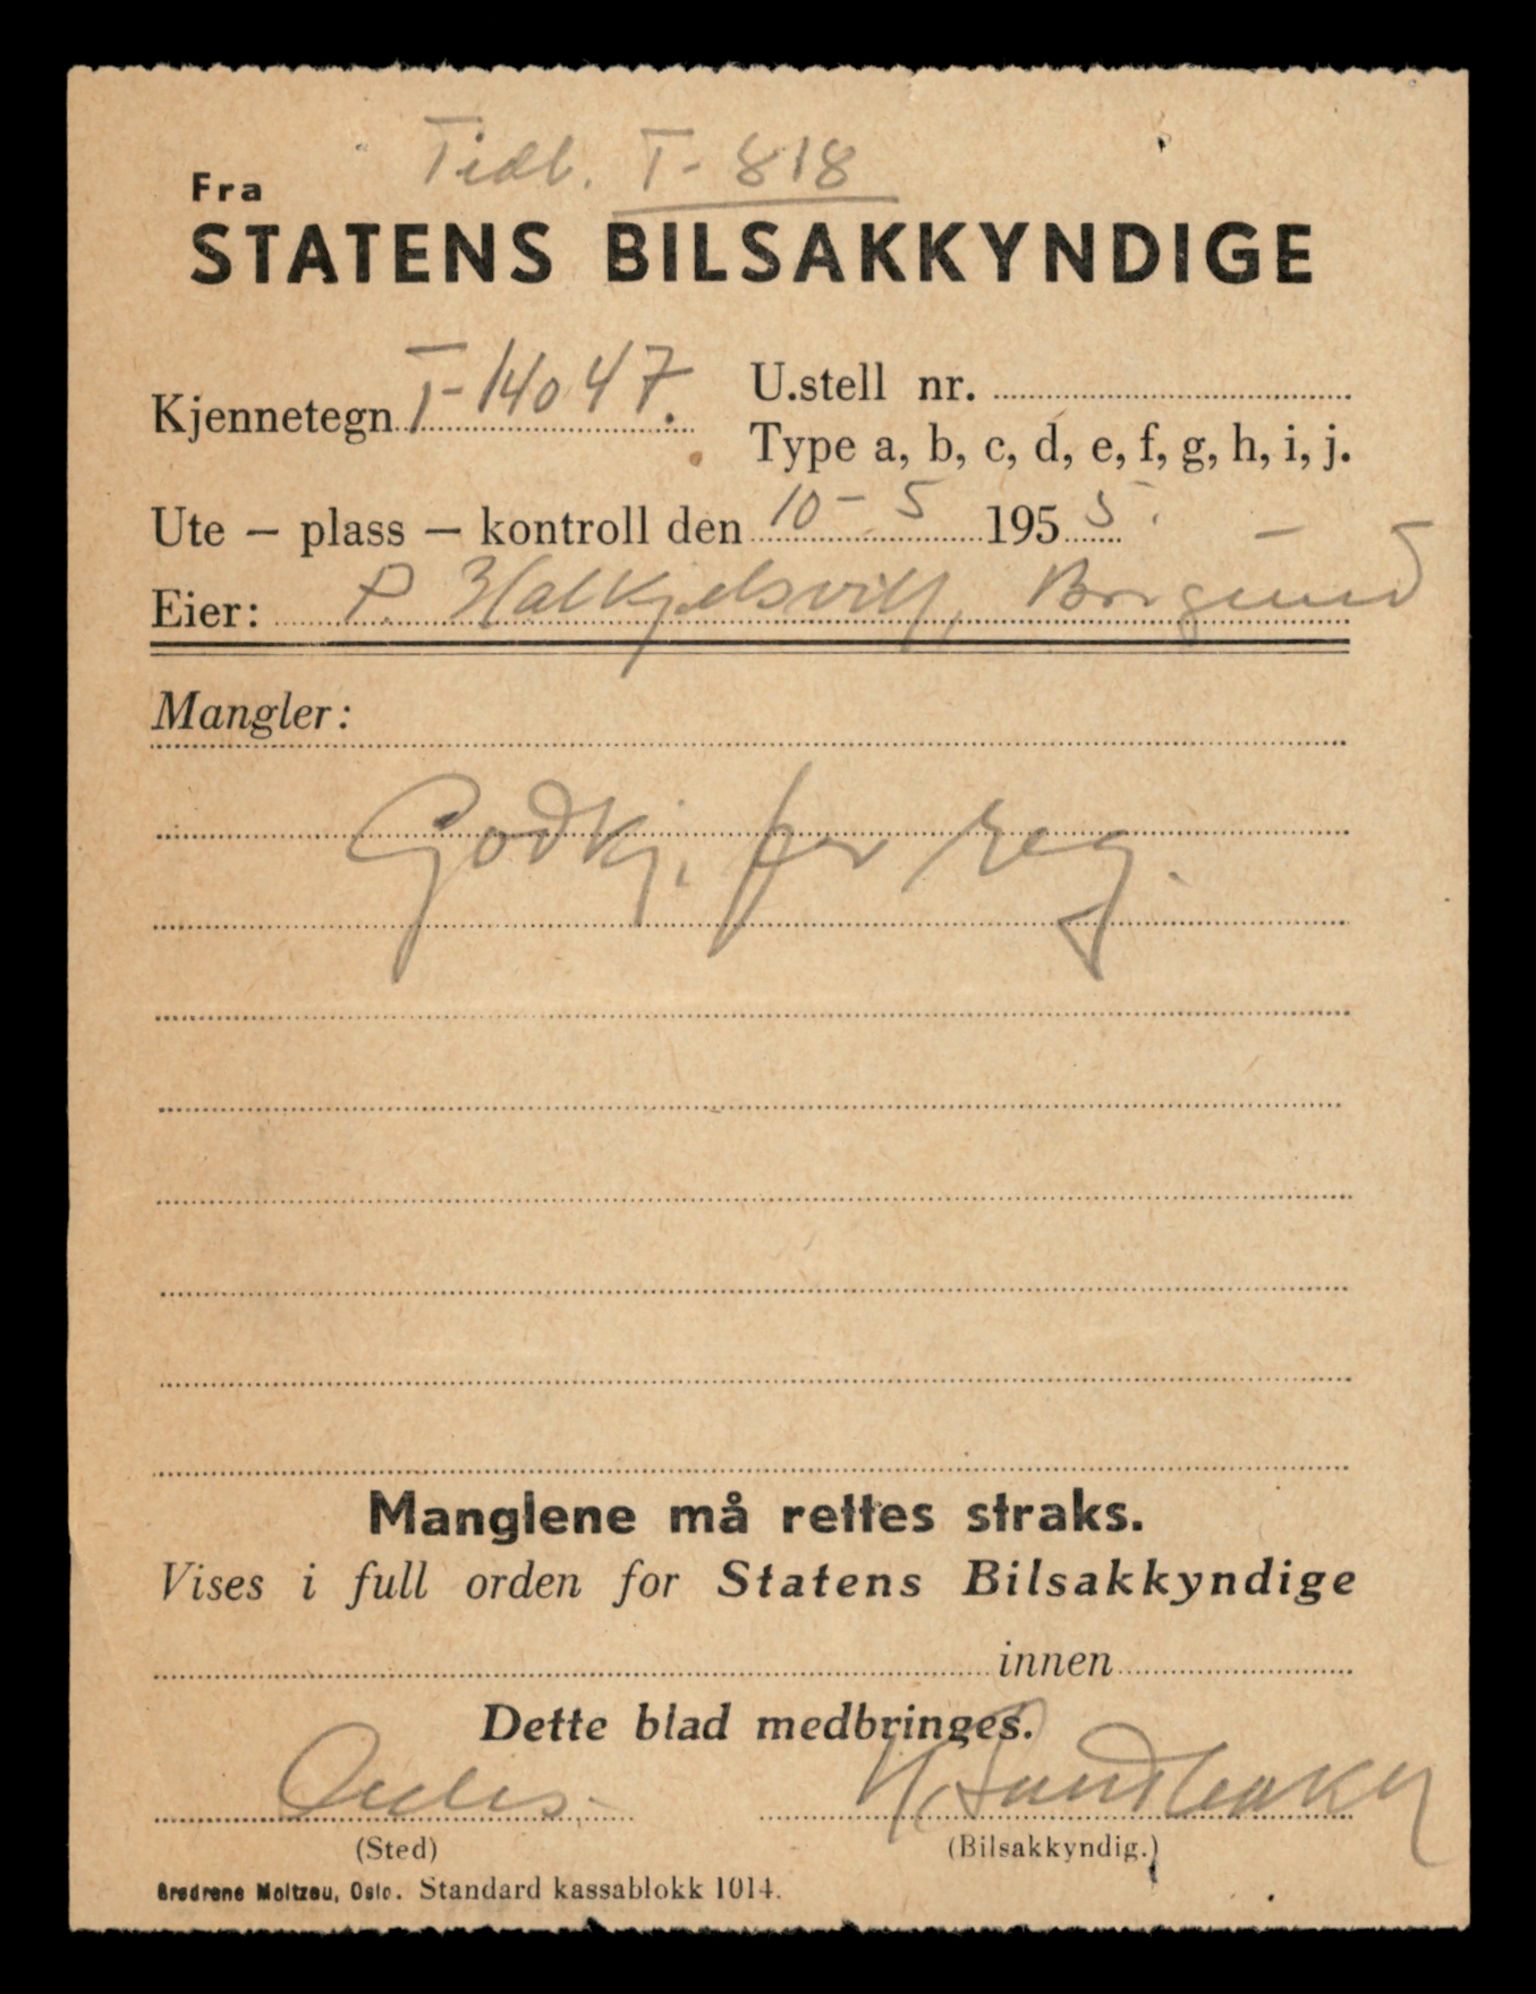 Tidl. T-818
Fra
STATENS BILSAKKYNDIGE
Kjennetegn T-14047.
U.stell nr.
Type a, b, c, d, e, f, g, h, i, j.
Ute – plass – kontroll den 10-5 1955.
Eier: P. Halkjelsvik, Borgund
Mangler:
Godkj. for reg.
Manglene må rettes straks.
Vises i full orden for Statens Bilsakkyndige
innen
Dette blad medbringes.
(Sted)
(Bilsakkyndig.)
Brødrene Moltzau, Oslo. Standard kassablokk 1014.